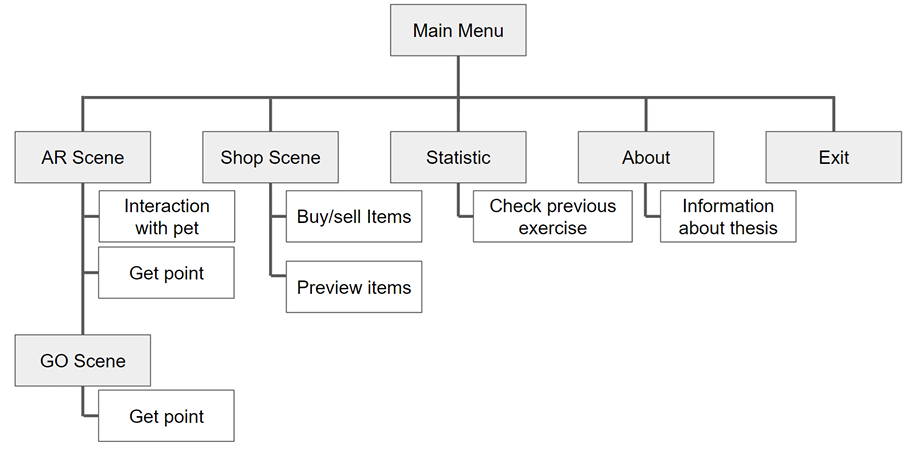 Main Menu
AR Scene
Shop Scene
Statistic
About
Exit
Interaction
with pet
Buy/sell Items
Check previous
exercise
Information
about thesis
Get point
Preview items
GO Scene
Get point